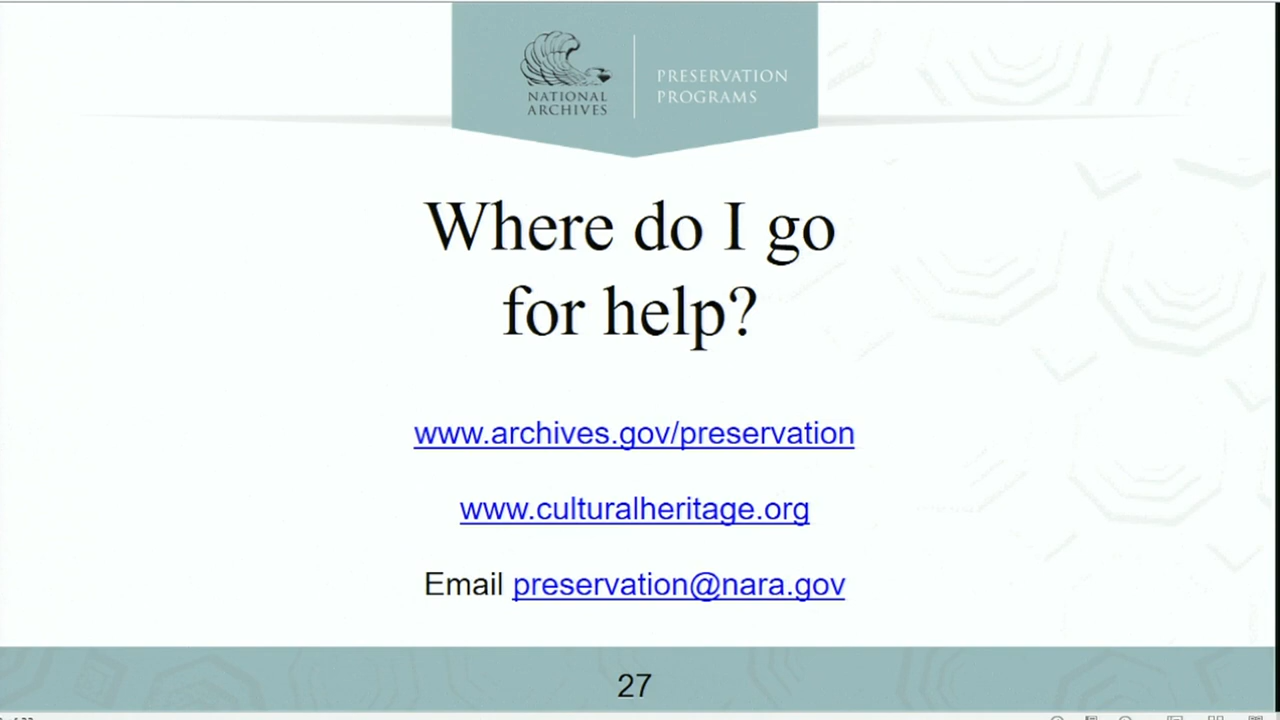 NATIONAL
ARCHIVES
PRESERVATION
PROGRAMS
Where do I go
for help?
www.archives.gov/preservation
www.culturalheritage.org
Email preservation@nara.gov
27